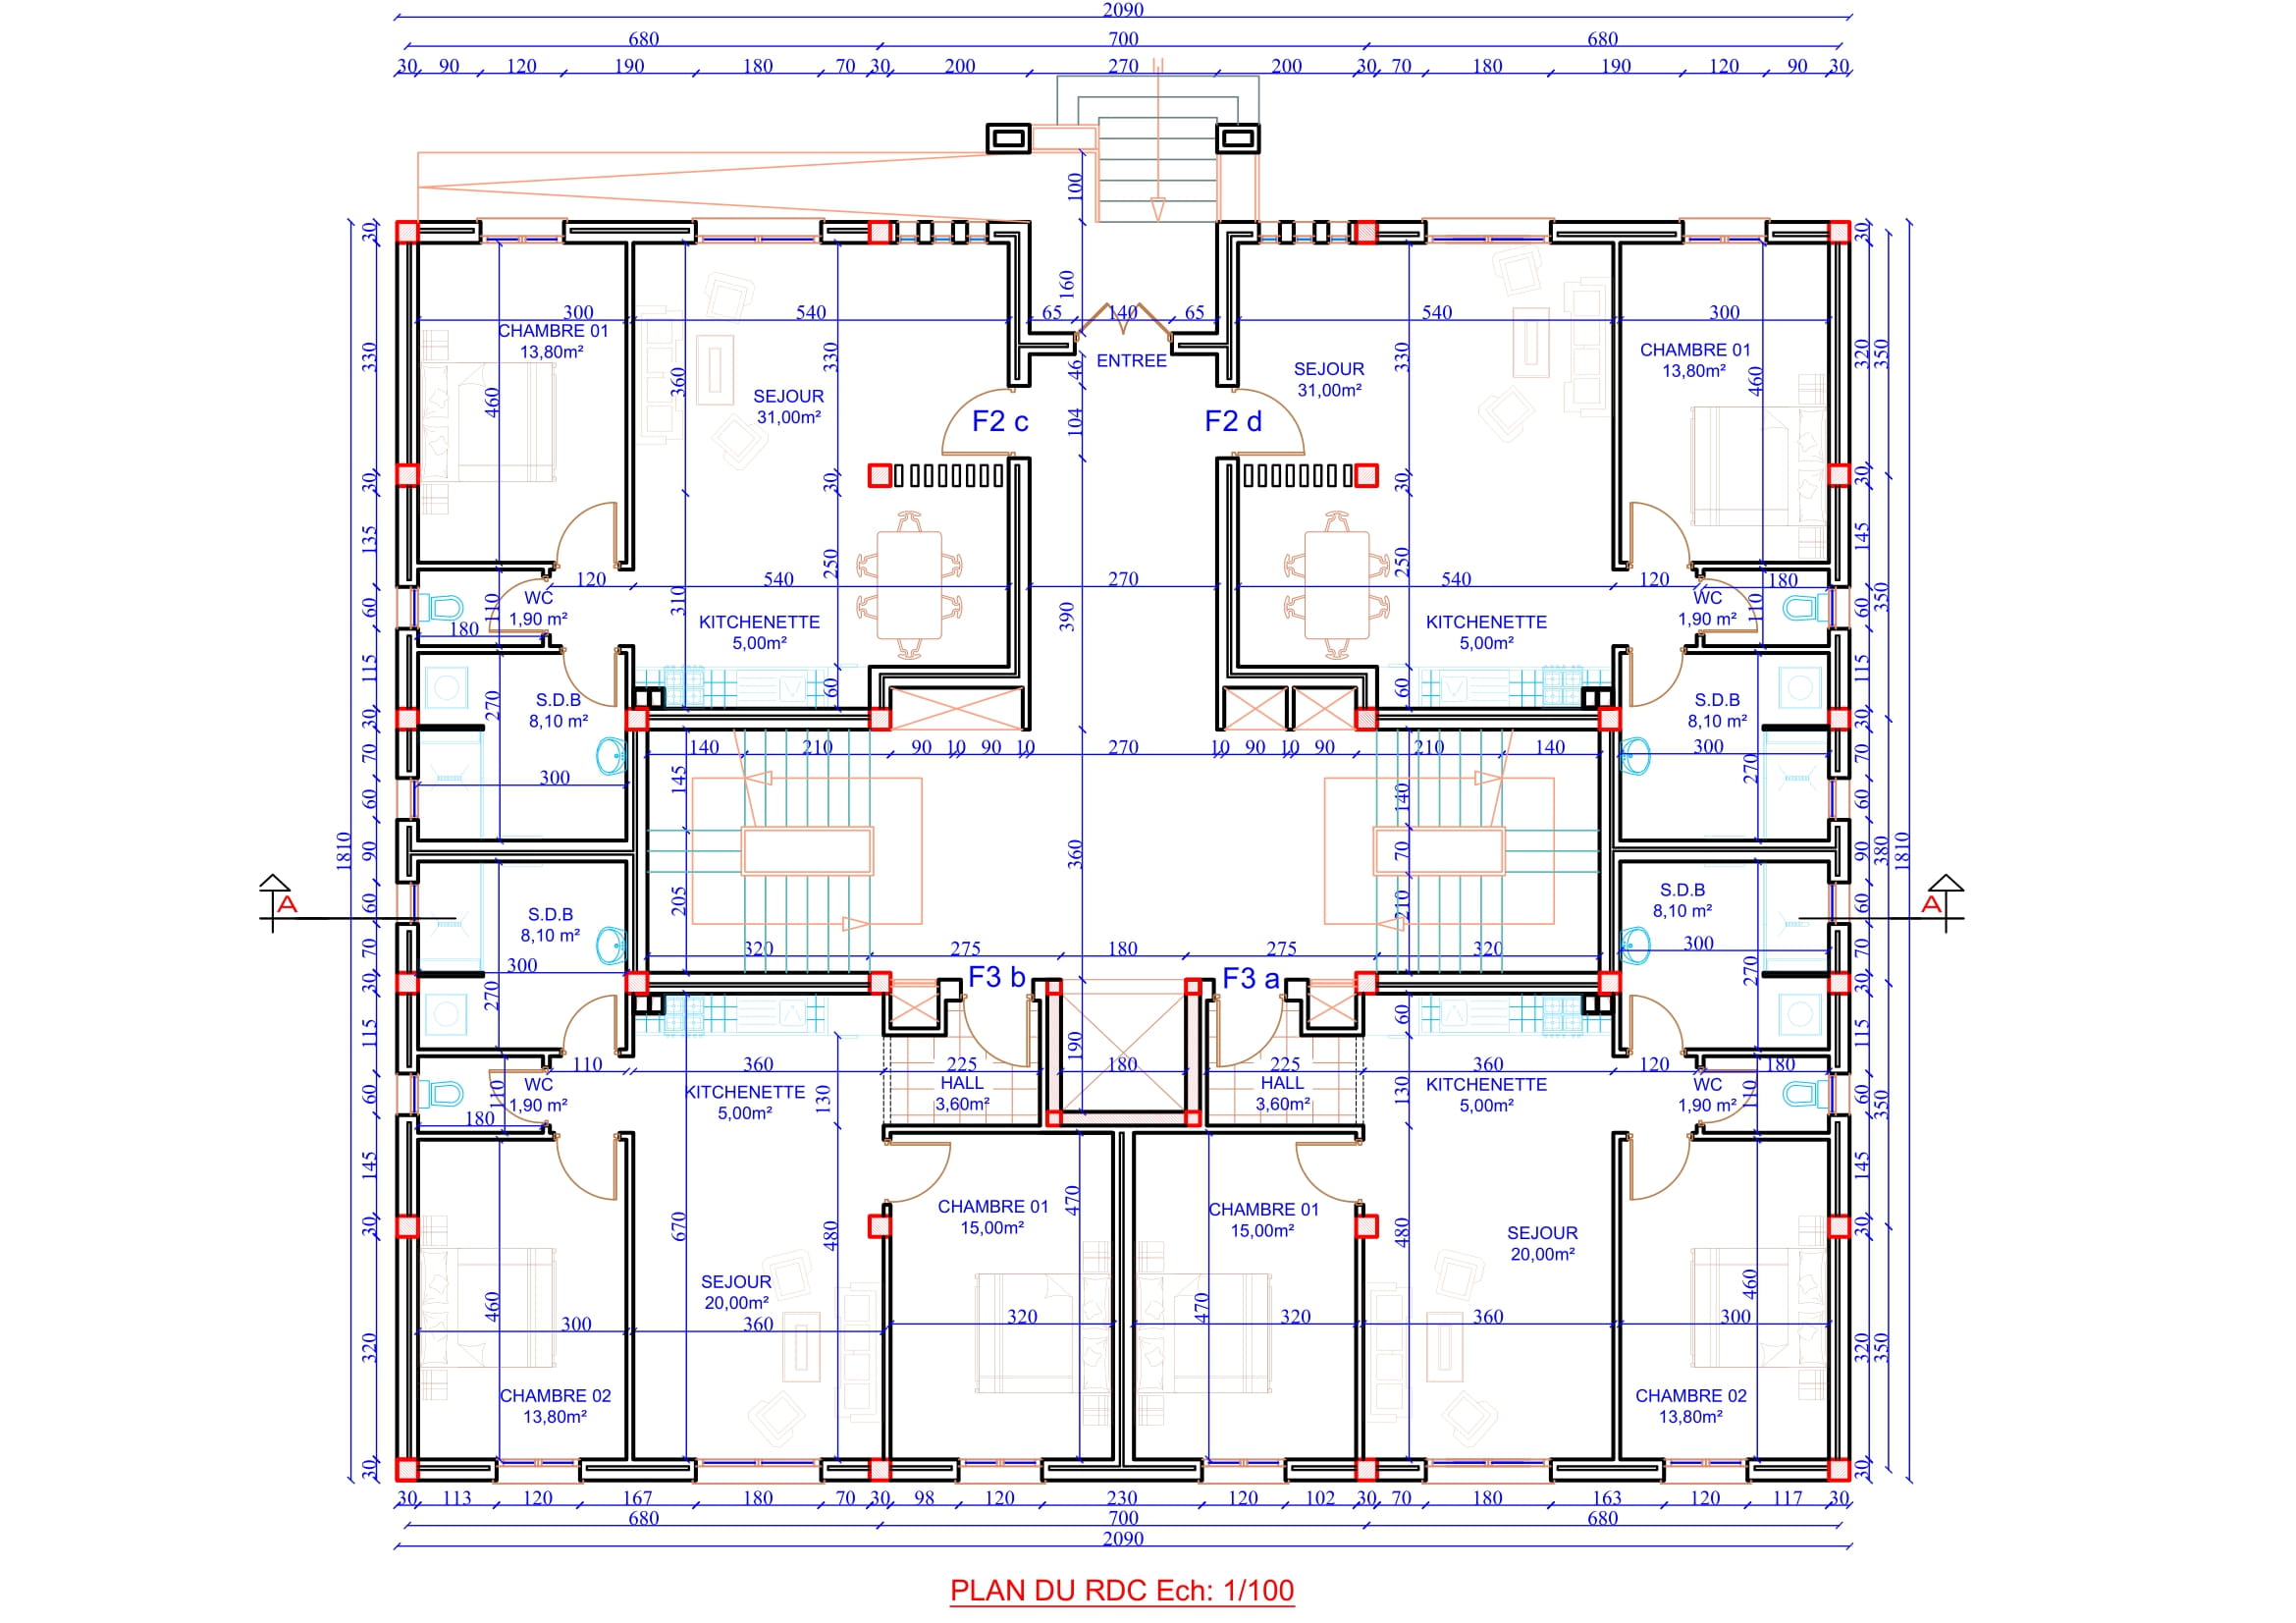 2090
680 700 680
30 90 120 190 180 70 30 200 270 200 30 70 180 190 120 90 30
100
30 30
160
300 540 65 140 65 540 300
CHAMBRE 01
13,80m²
ENTREE
SEJOUR
31,00m²
CHAMBRE 01
13,80m²
330 460 360 330 46 330 460 320 350
SEJOUR
31,00m²
F2 c
F2 d
104
30 30 30 30
135 250 250 145
120 540 270 540 120 180
WC
1,90 m²
WC
1,90 m²
60 110 310 390 110 60 350
180
KITCHENETTE
5,00m²
KITCHENETTE
5,00m²
115 115
S.D.B
8,10 m²
S.D.B
8,10 m²
270 60 60
30 30
140 210 90 10 90 10 270 10 90 10 90 210 140
300
70 145 70
300
270
60 140 60
1810 90 205 360 70 210 90 380 1810
A
A
60 60
S.D.B
8,10 m²
S.D.B
8,10 m²
70 70
320 275 180 275 320
300
300
F3 b
F3 a
30 270 270 30
115 60 115
190
110 360 225 180 225 360 120 180
KITCHENETTE
5,00m²
HALL
3,60m²
HALL
3,60m²
KITCHENETTE
5,00m²
WC
1,90 m²
WC
1,90 m²
60 110 130 130 110 60 350
180
145 145
CHAMBRE 01
15,00m²
CHAMBRE 01
15,00m²
470
30 670 480 480 30
SEJOUR
20,00m²
SEJOUR
20,00m²
460 470 460
300 360 320 320 360 300
320 320 350
CHAMBRE 02
13,80m²
CHAMBRE 02
13,80m²
30 30
30 113 120 167 180 70 30 98 120 230 120 102 30 70 180 163 120 117 30
680 700 680
2090
PLAN DU RDC Ech: 1/100